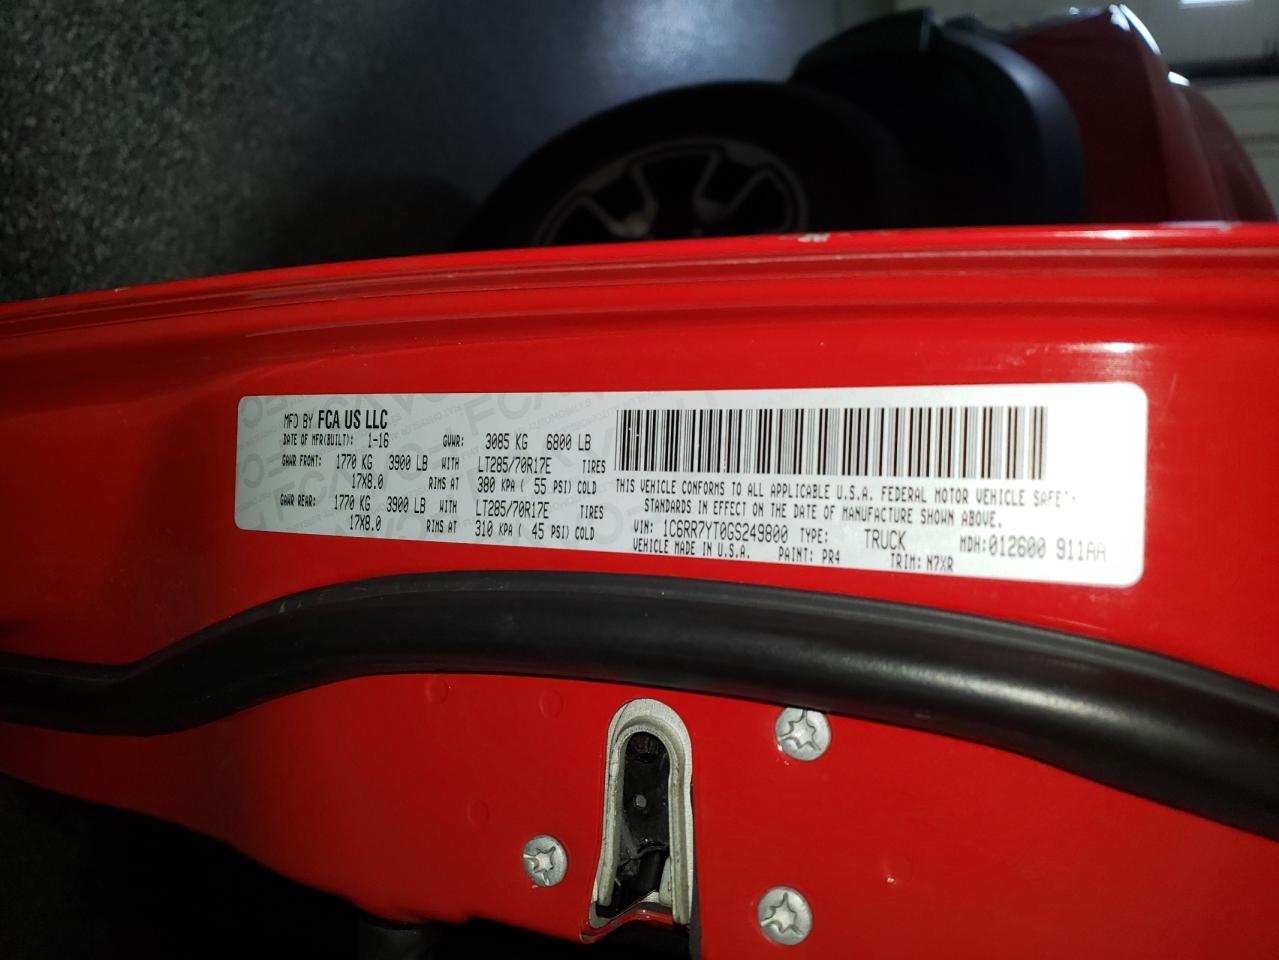 MFD BY FCA US LLC
DATE OF MFR(BUILT): 1-16 GVWR: 3085 KG 6800 LB
GAWR FRONT: 1770 KG 3900 LB WITH LT285/70R17E TIRES
17X8.0 RIMS AT 380 KPA ( 55 PSI) COLD
GAWR REAR: 1770 KG 3900 LB WITH LT285/70R17E TIRES
17X8.0 RIMS AT 310 KPA ( 45 PSI) COLD
THIS VEHICLE CONFORMS TO ALL APPLICABLE U.S.A. FEDERAL MOTOR VEHICLE
STANDARDS IN EFFECT ON THE DATE OF MANUFACTURE SHOWN ABOVE.
VIN: 1C6RR7YT0GS249800 TYPE: TRUCK MDH:012600 911AA
VEHICLE MADE IN U.S.A. PAINT: PR4 TRIM: N7XR